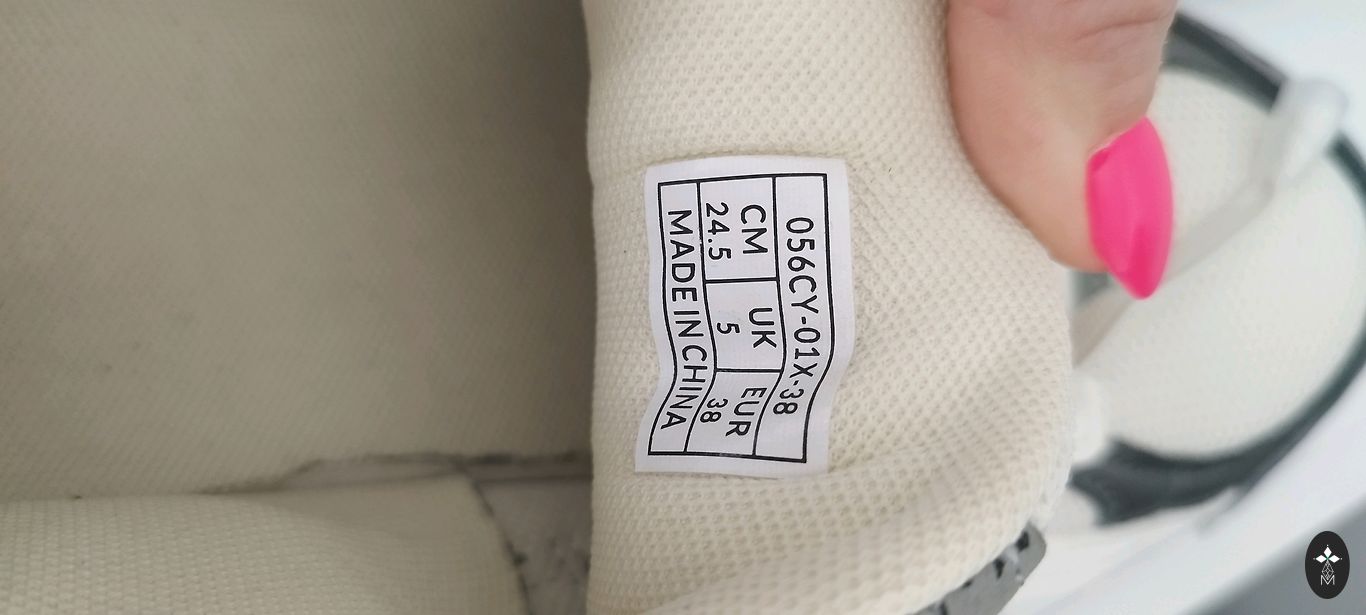 056CY-01X-38
CM UK EUR
24.5 5 38
MADE IN CHINA
M